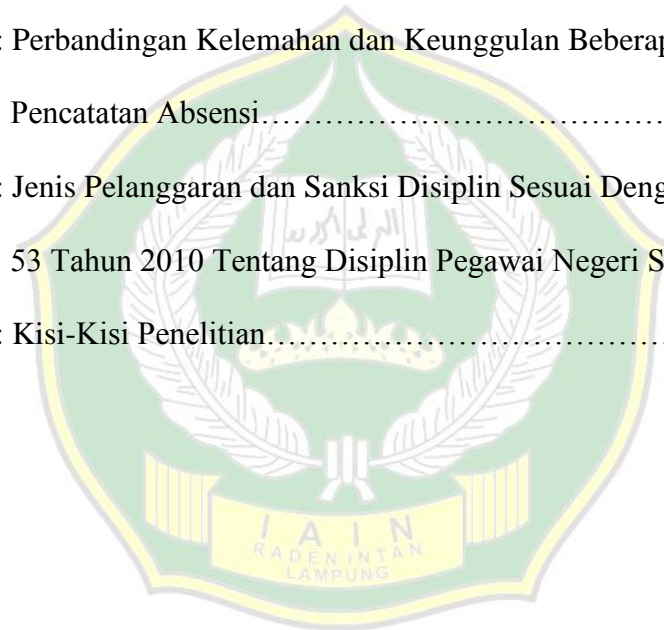 : Perbandingan Kelemahan dan Keunggulan Beberap
Pencatatan Absensi……………………………
: Jenis Pelanggaran dan Sanksi Disiplin Sesuai Deng
53 Tahun 2010 Tentang Disiplin Pegawai Negeri S
: Kisi-Kisi Penelitian……………………………
I A I N
RADEN INTAN
LAMPUNG